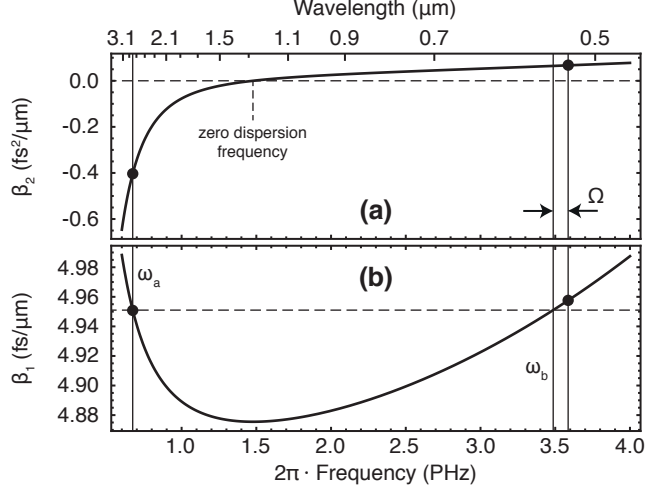 Wavelength (μm)
3.1 2.1 1.5 1.1 0.9 0.7 0.5
0.0
-0.2
-0.4
-0.6
β₂ (fs²/μm)
zero dispersion
frequency
(a)
Ω
4.98
4.96
4.94
4.92
4.90
4.88
β₁ (fs/μm)
ωₐ
(b)
ω_b
1.0 1.5 2.0 2.5 3.0 3.5 4.0
2π · Frequency (PHz)